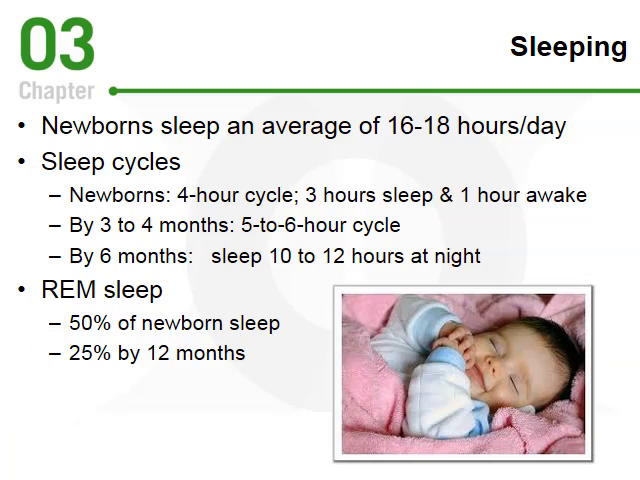 03
Chapter
Sleeping
• Newborns sleep an average of 16-18 hours/day
• Sleep cycles
– Newborns: 4-hour cycle; 3 hours sleep & 1 hour awake
– By 3 to 4 months: 5-to-6-hour cycle
– By 6 months: sleep 10 to 12 hours at night
• REM sleep
– 50% of newborn sleep
– 25% by 12 months